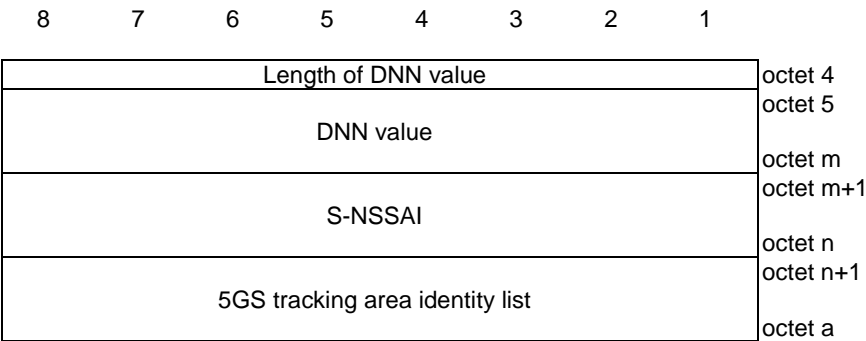 8 7 6 5 4 3 2 1
Length of DNN value octet 4
octet 5
DNN value
octet m
octet m+1
S-NSSAI
octet n
octet n+1
5GS tracking area identity list
octet a